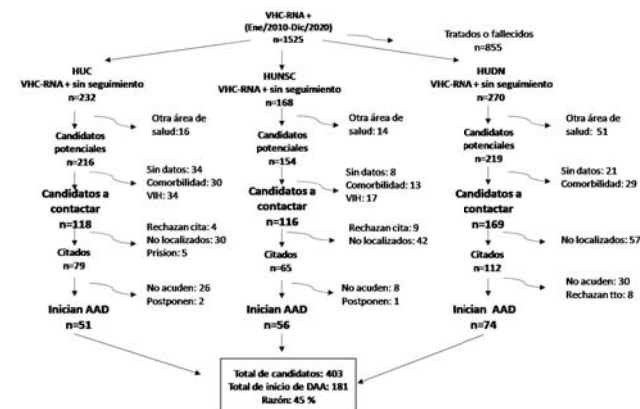 VHC-RNA +
(Ene/2010-Dic/2020)
n=1525
Tratados o fallecidos
n=855
HUC
VHC-RNA+ sin seguimiento
n=232
HUNSC
VHC-RNA+ sin seguimiento
n=168
HUDN
VHC-RNA+ sin seguimiento
n=270
Otra área de
salud:16
Otra área de
salud: 14
Otra área de
salud: 51
Candidatos
potenciales
n=216
Candidatos
potenciales
n=154
Candidatos
potenciales
n=219
Sin datos: 34
Comorbilidad: 30
VIH: 34
Sin datos: 8
Comorbilidad: 13
VIH: 17
Sin datos: 21
Comorbilidad: 29
Candidatos a
contactar
n=118
Candidatos a
contactar
n=116
Candidatos a
contactar
n=169
Rechazan cita: 4
No localizados: 30
Prision: 5
Rechazan cita: 9
No localizados: 42
No localizados: 57
Citados
n=79
Citados
n=65
Citados
n=112
No acuden: 26
Postponen: 2
No acuden: 8
Postponen: 1
No acuden: 30
Rechazan tto: 8
Inician AAD
n=51
Inician AAD
n=56
Inician AAD
n=74
Total de candidatos: 403
Total de inicio de DAA: 181
Razón: 45 %